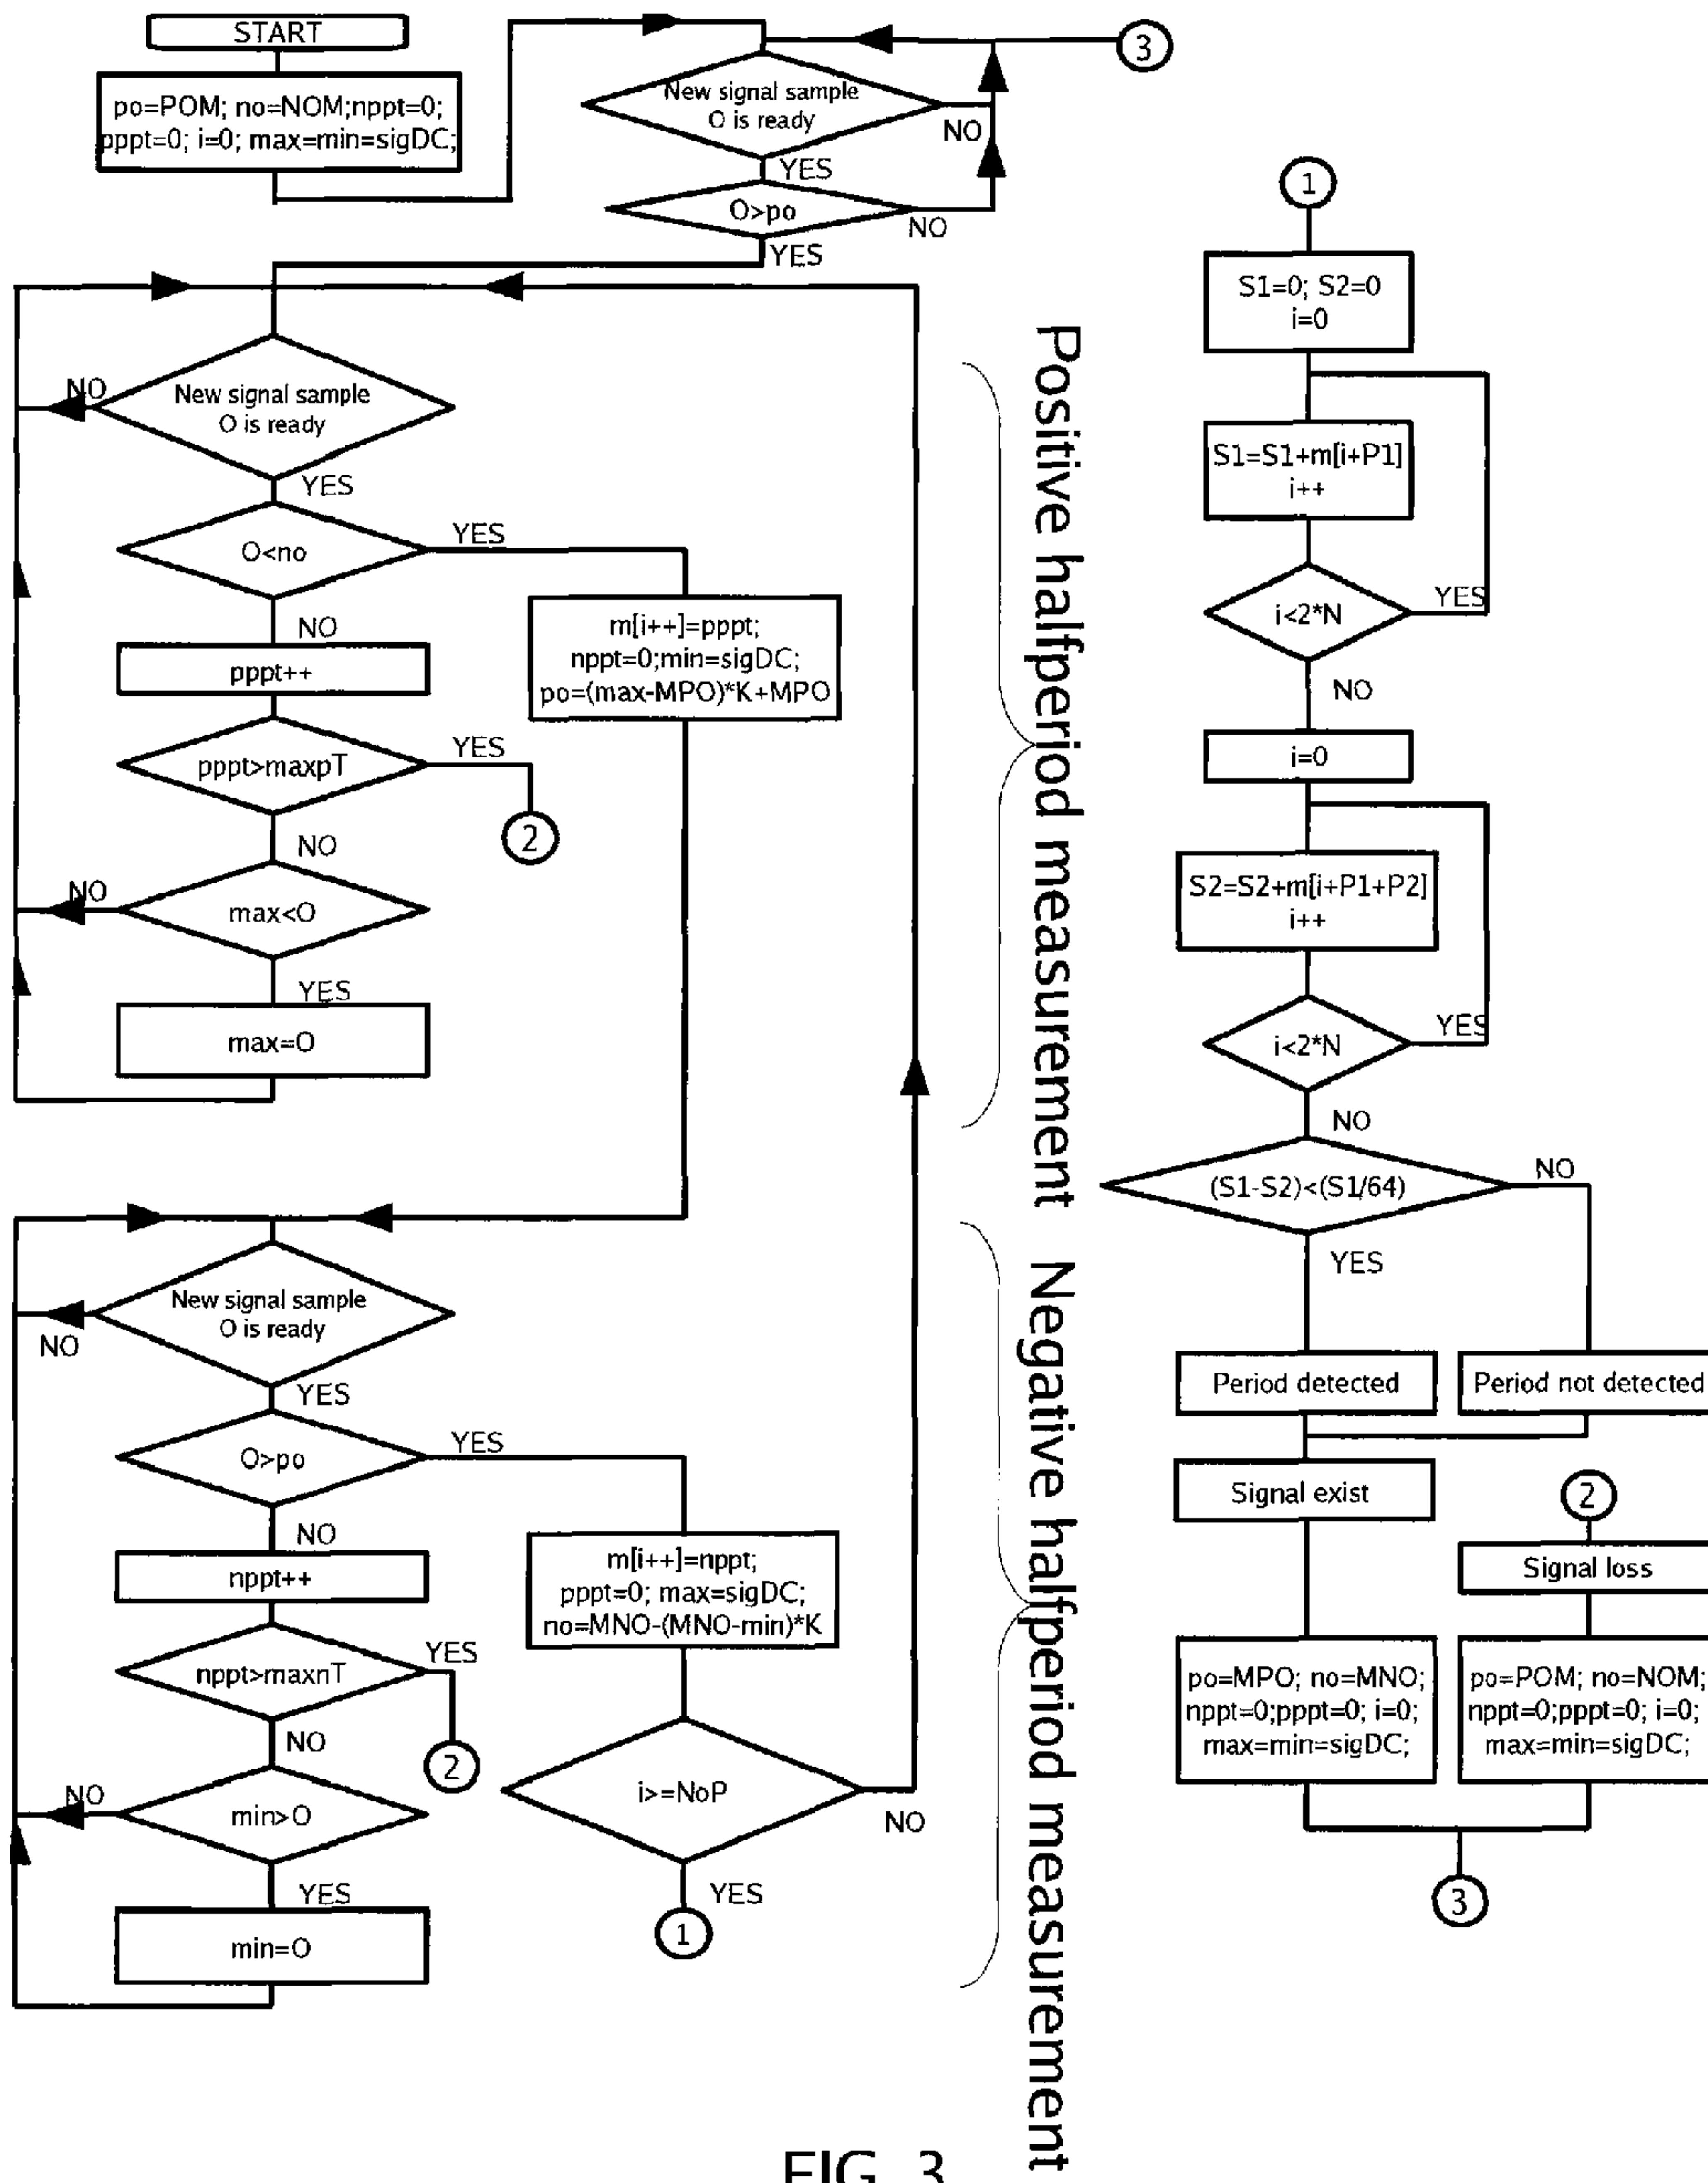 START
po=POM; no=NOM;nppt=0;
pppt=0; i=0; max=min=sigDC;
3
New signal sample
O is ready
NO
YES
O>po
NO
YES
New signal sample
O is ready
NO
YES
O<no
YES
NO
m[i++]=pppt;
nppt=0;min=sigDC;
po=(max-MPO)*K+MPO
pppt++
pppt>maxpT
YES
2
NO
max<O
NO
YES
max=O
Positive halfperiod measurement
New signal sample
O is ready
NO
YES
O>po
YES
NO
m[i++]=nppt;
pppt=0; max=sigDC;
no=MNO-(MNO-min)*K
nppt++
nppt>maxnT
YES
2
NO
min>O
NO
YES
min=O
i>=NoP
NO
YES
1
Negative halfperiod measurement
1
S1=0; S2=0
i=0
S1=S1+m[i+P1]
i++
i<2*N
YES
NO
i=0
S2=S2+m[i+P1+P2]
i++
i<2*N
YES
NO
(S1-S2)<(S1/64)
NO
YES
Period detected
Period not detected
Signal exist
2
Signal loss
po=MPO; no=MNO;
nppt=0;pppt=0; i=0;
max=min=sigDC;
po=POM; no=NOM;
nppt=0;pppt=0; i=0;
max=min=sigDC;
3
FIG. 3